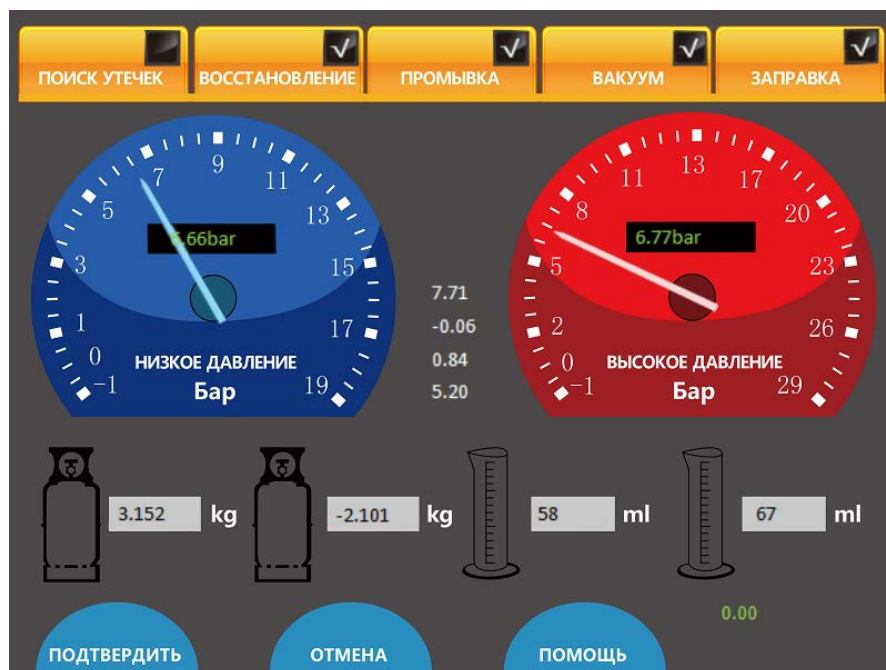 ПОИСК УТЕЧЕК
ВОССТАНОВЛЕНИЕ
ПРОМЫВКА
ВАКУУМ
ЗАПРАВКА
-1
0
1
3
5
7
9
11
13
15
17
19
6.66bar
НИЗКОЕ ДАВЛЕНИЕ
Бар
7.71
-0.06
0.84
5.20
-1
0
2
5
8
11
13
17
20
23
26
29
6.77bar
ВЫСОКОЕ ДАВЛЕНИЕ
Бар
3.152 kg
-2.101 kg
58 ml
67 ml
0.00
ПОДТВЕРДИТЬ
ОТМЕНА
ПОМОЩЬ